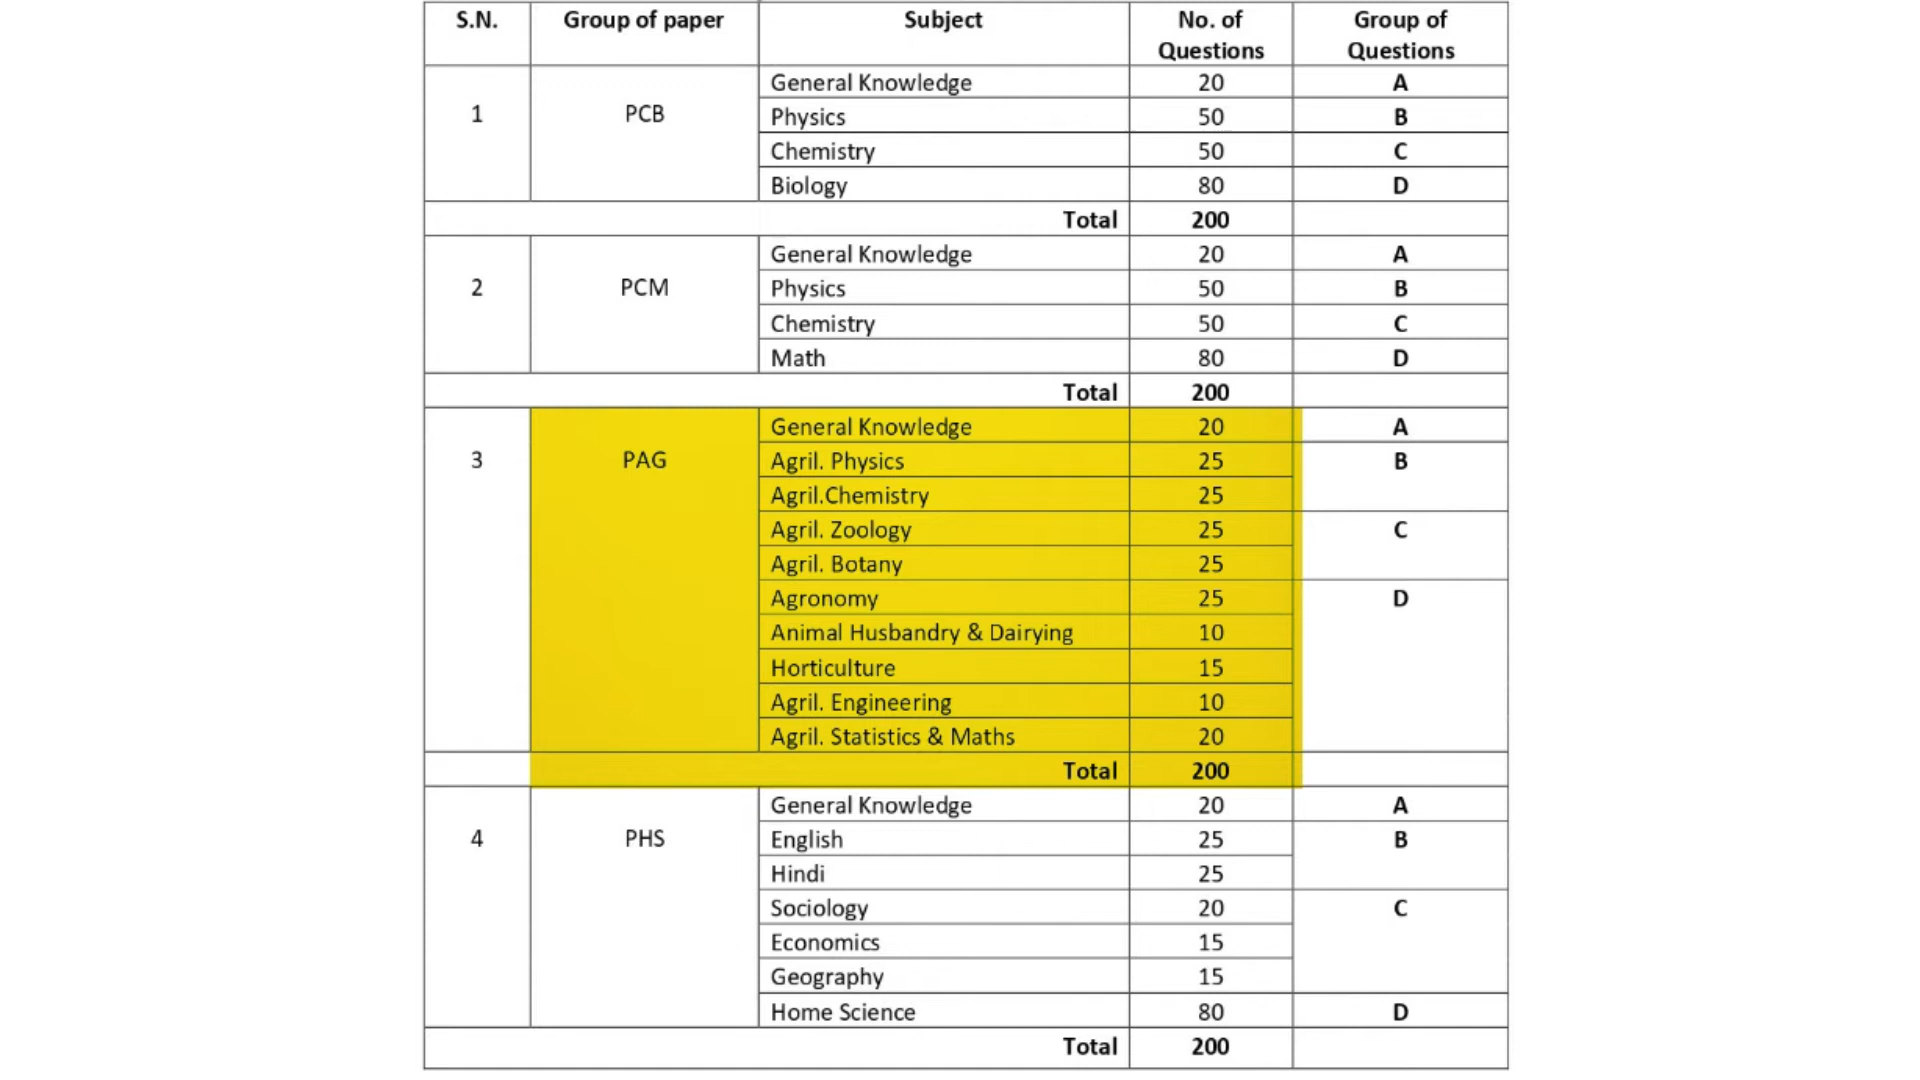 S.N. Group of paper Subject No. of Questions Group of Questions
1 PCB General Knowledge 20 A
Physics 50 B
Chemistry 50 C
Biology 80 D
Total 200
2 PCM General Knowledge 20 A
Physics 50 B
Chemistry 50 C
Math 80 D
Total 200
3 PAG General Knowledge 20 A
Agril. Physics 25 B
Agril.Chemistry 25
Agril. Zoology 25 C
Agril. Botany 25
Agronomy 25 D
Animal Husbandry & Dairying 10
Horticulture 15
Agril. Engineering 10
Agril. Statistics & Maths 20
Total 200
4 PHS General Knowledge 20 A
English 25 B
Hindi 25
Sociology 20 C
Economics 15
Geography 15
Home Science 80 D
Total 200